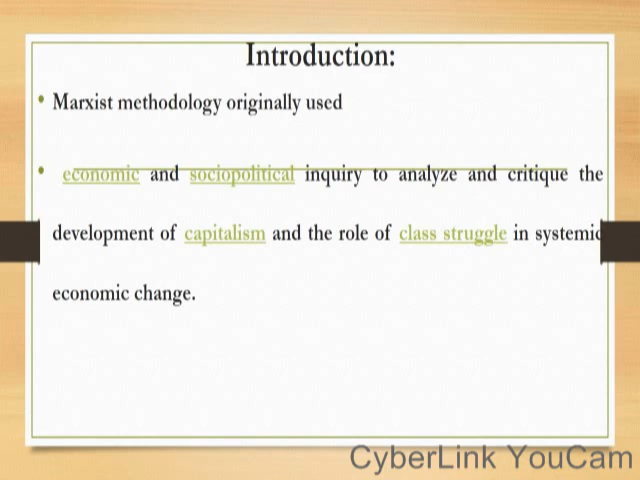 Introduction:
• Marxist methodology originally used
• economic and sociopolitical inquiry to analyze and critique the
development of capitalism and the role of class struggle in systemic
economic change.
CyberLink YouCam